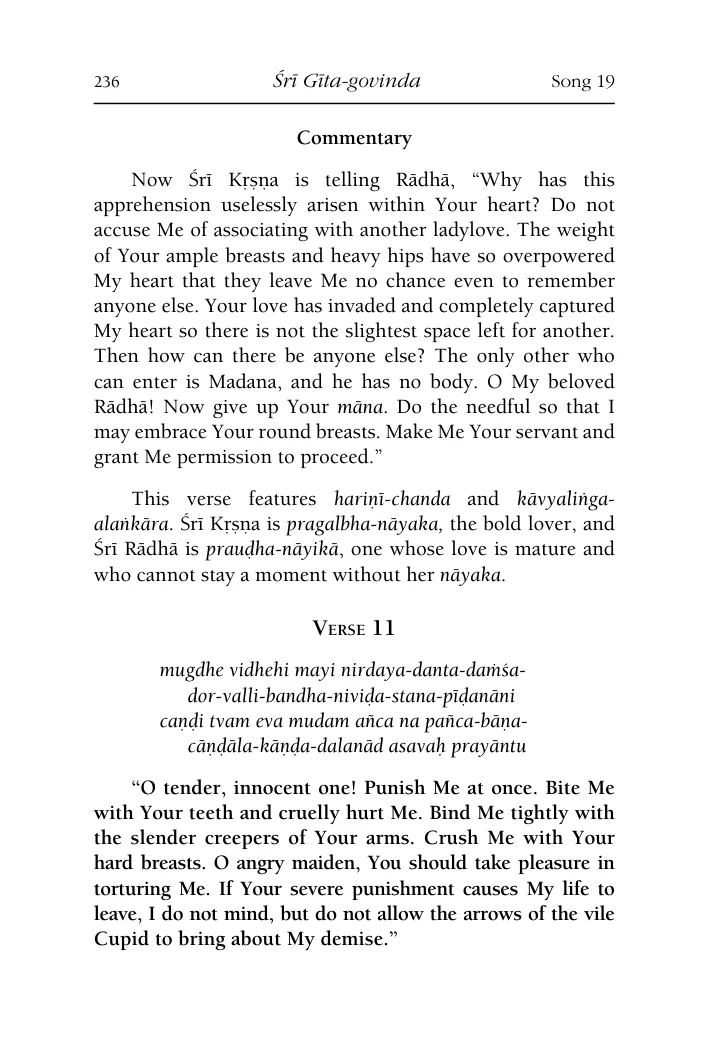 236 Śrī Gīta-govinda Song 19
Commentary
Now Śrī Kṛṣṇa is telling Rādhā, “Why has this
apprehension uselessly arisen within Your heart? Do not
accuse Me of associating with another ladylove. The weight
of Your ample breasts and heavy hips have so overpowered
My heart that they leave Me no chance even to remember
anyone else. Your love has invaded and completely captured
My heart so there is not the slightest space left for another.
Then how can there be anyone else? The only other who
can enter is Madana, and he has no body. O My beloved
Rādhā! Now give up Your māna. Do the needful so that I
may embrace Your round breasts. Make Me Your servant and
grant Me permission to proceed.”
This verse features hariṇī-chanda and kāvyaliṅga-
alaṅkāra. Śrī Kṛṣṇa is pragalbha-nāyaka, the bold lover, and
Śrī Rādhā is prauḍha-nāyikā, one whose love is mature and
who cannot stay a moment without her nāyaka.
VERSE 11
mugdhe vidhehi mayi nirdaya-danta-daṁśa-
dor-valli-bandha-niviḍa-stana-pīḍanāni
caṇḍi tvam eva mudam añca na pañca-bāṇa-
cāṇḍāla-kāṇḍa-dalanād asavaḥ prayāntu
“O tender, innocent one! Punish Me at once. Bite Me
with Your teeth and cruelly hurt Me. Bind Me tightly with
the slender creepers of Your arms. Crush Me with Your
hard breasts. O angry maiden, You should take pleasure in
torturing Me. If Your severe punishment causes My life to
leave, I do not mind, but do not allow the arrows of the vile
Cupid to bring about My demise.”